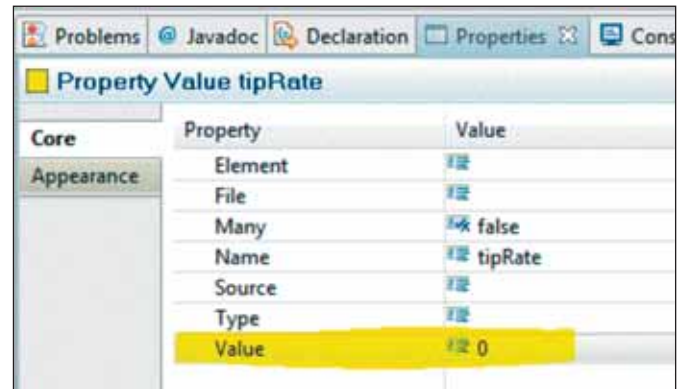 Problems @ Javadoc Declaration Properties Cons
Property Value tipRate
Core
Appearance
Property Value
Element
File
Many false
Name tipRate
Source
Type
Value 0